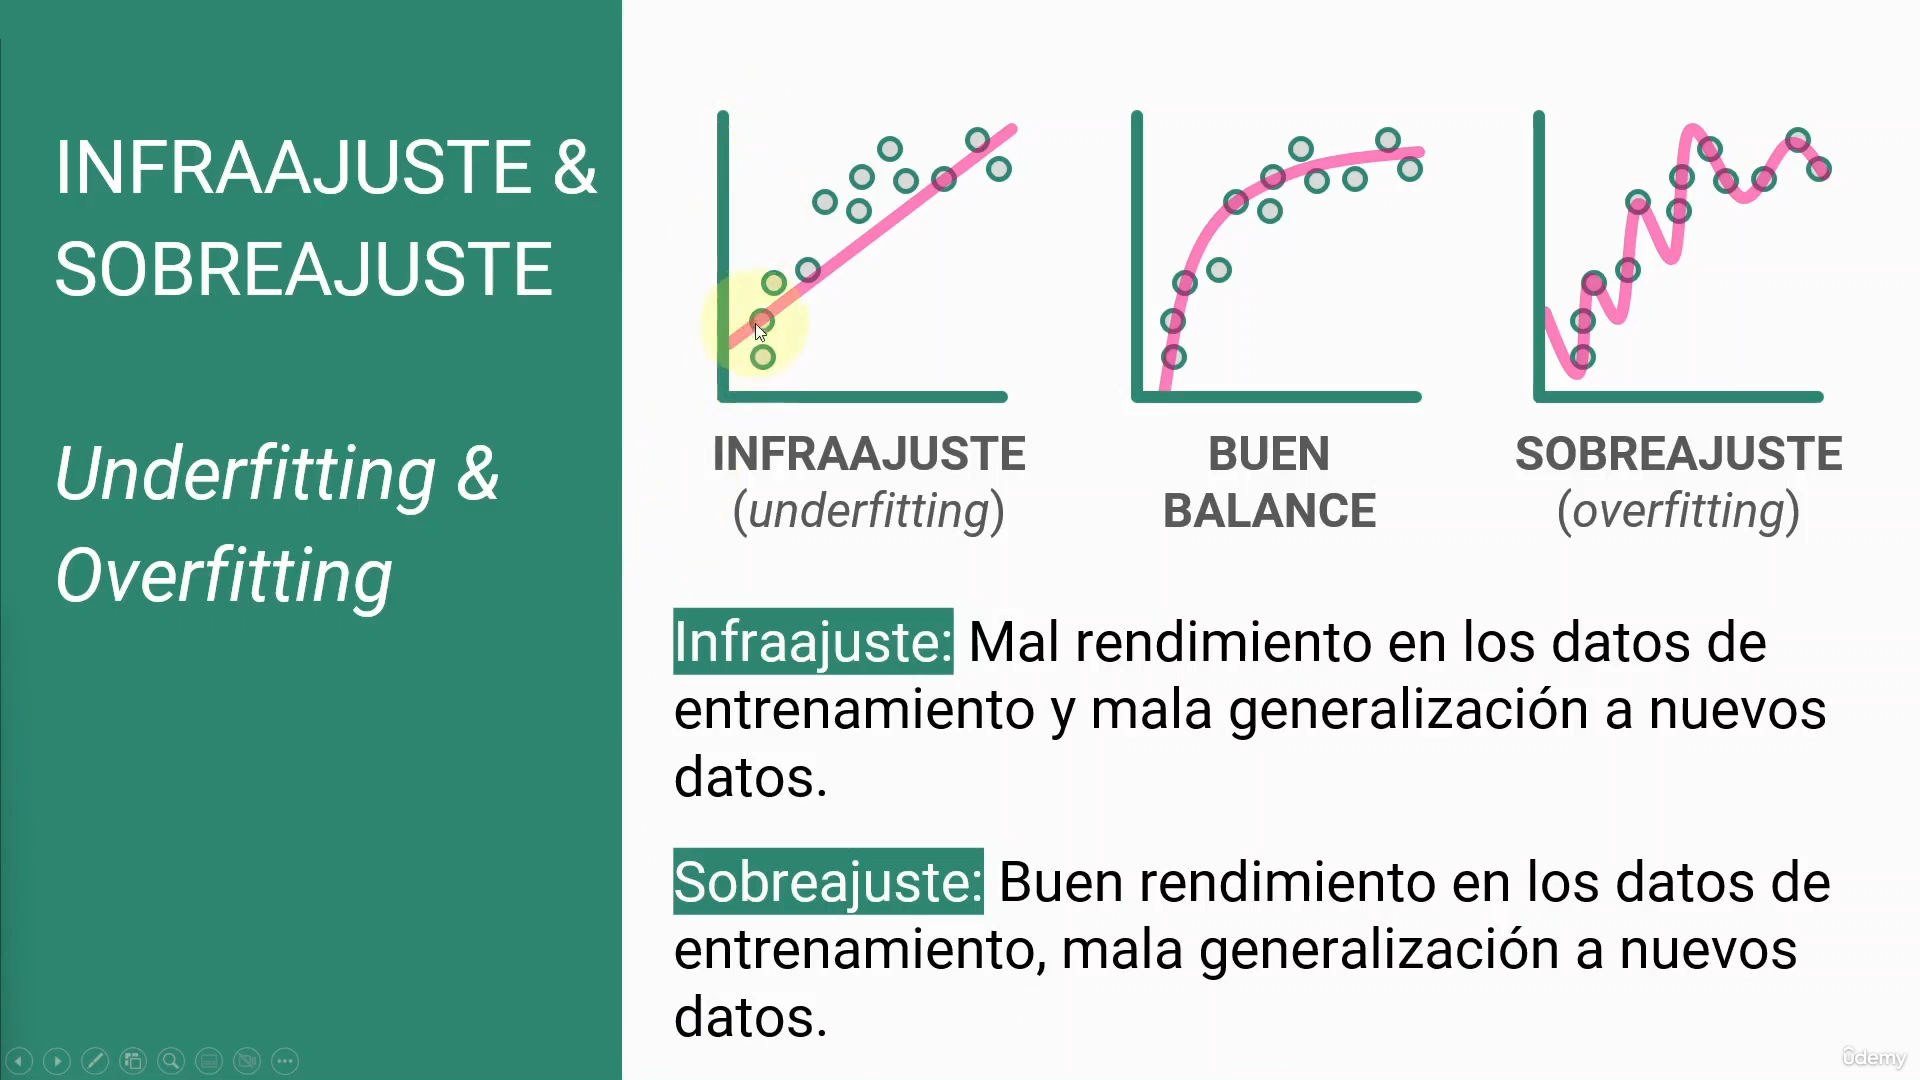 INFRAAJUSTE &
SOBREAJUSTE
Underfitting &
Overfitting
INFRAAJUSTE
(underfitting)
BUEN
BALANCE
SOBREAJUSTE
(overfitting)
Infraajuste: Mal rendimiento en los datos de
entrenamiento y mala generalización a nuevos
datos.
Sobreajuste: Buen rendimiento en los datos de
entrenamiento, mala generalización a nuevos
datos.
ûdemy